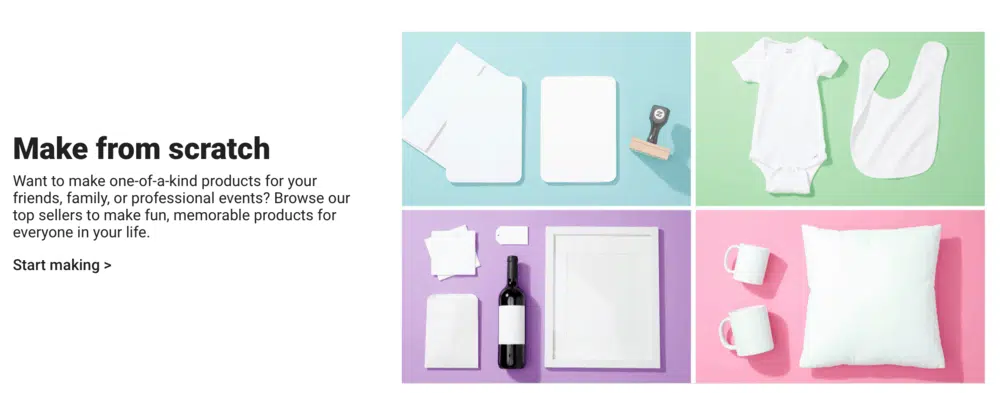 Make from scratch
Want to make one-of-a-kind products for your
friends, family, or professional events? Browse our
top sellers to make fun, memorable products for
everyone in your life.
Start making >